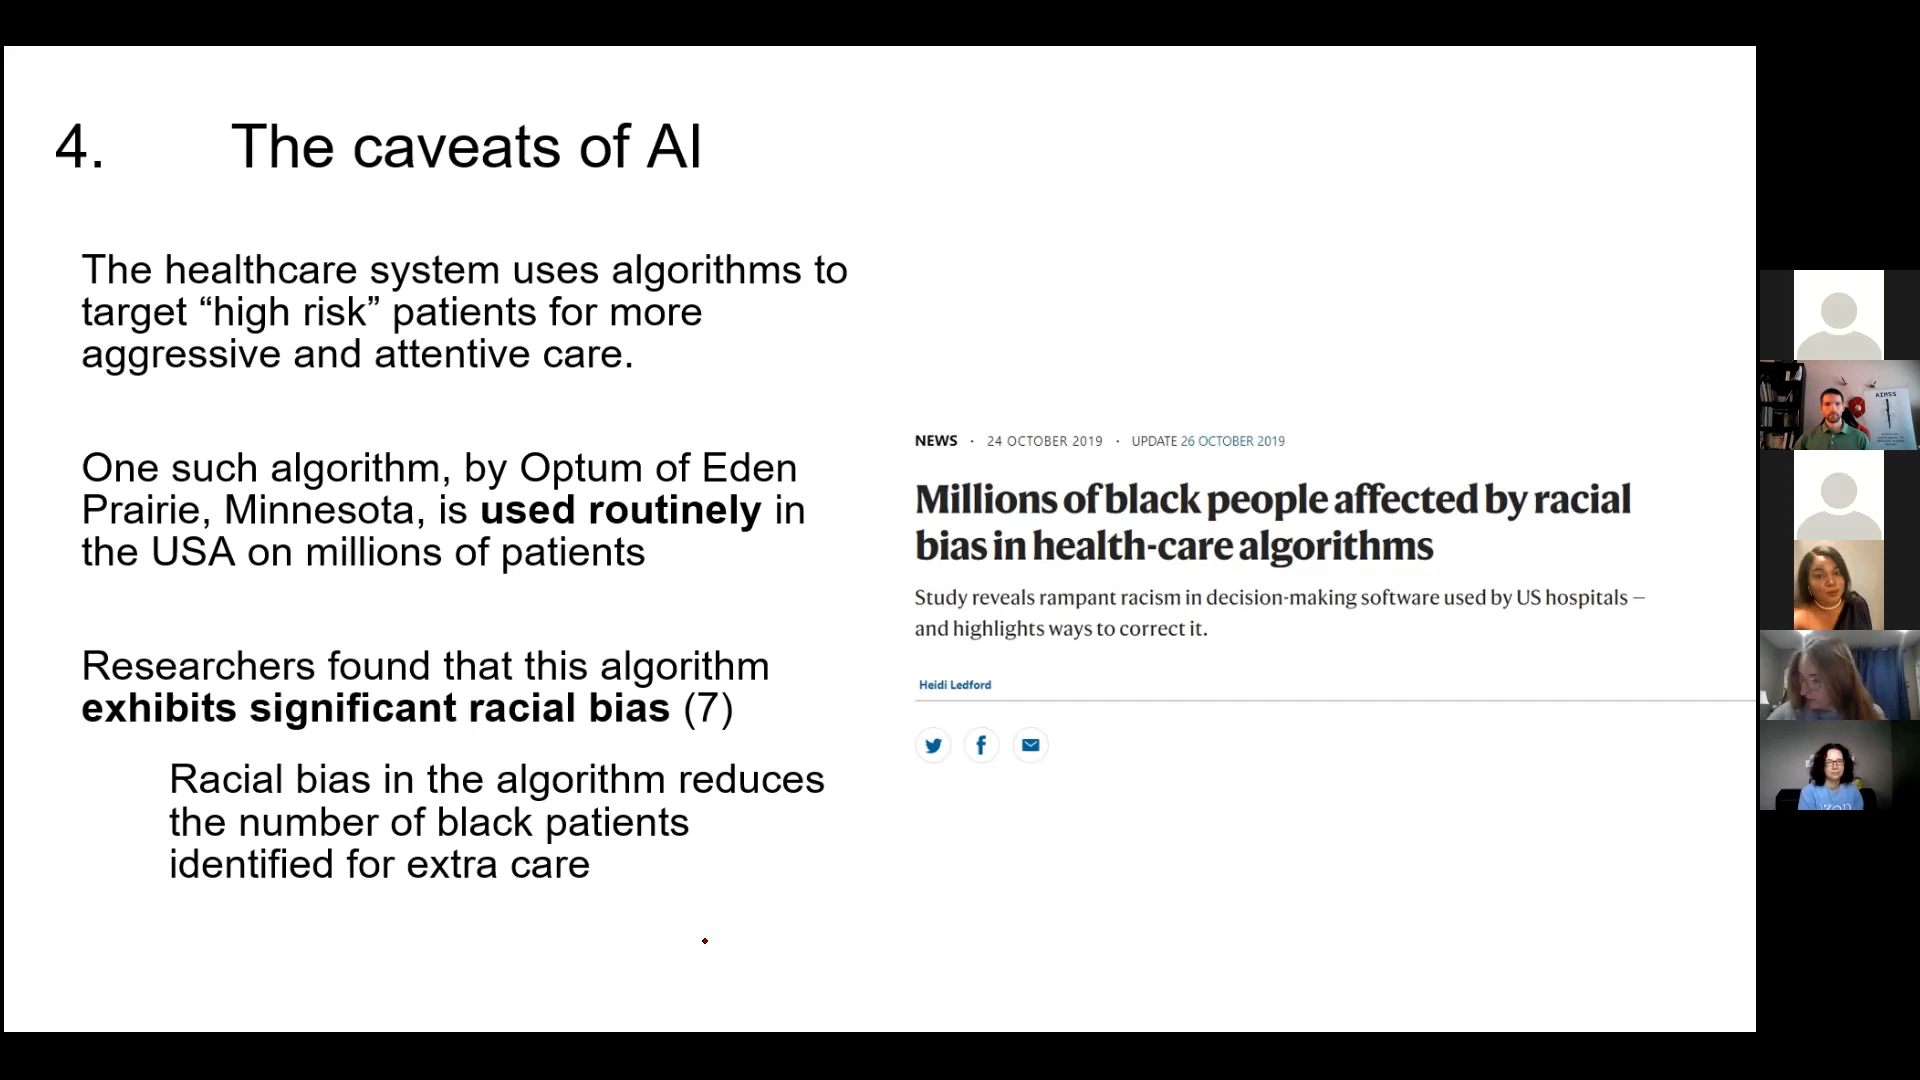 4. The caveats of AI
The healthcare system uses algorithms to
target “high risk” patients for more
aggressive and attentive care.
One such algorithm, by Optum of Eden
Prairie, Minnesota, is used routinely in
the USA on millions of patients
Researchers found that this algorithm
exhibits significant racial bias (7)
Racial bias in the algorithm reduces
the number of black patients
identified for extra care
NEWS · 24 OCTOBER 2019 · UPDATE 26 OCTOBER 2019
Millions of black people affected by racial
bias in health-care algorithms
Study reveals rampant racism in decision-making software used by US hospitals —
and highlights ways to correct it.
Heidi Ledford
AIMSS